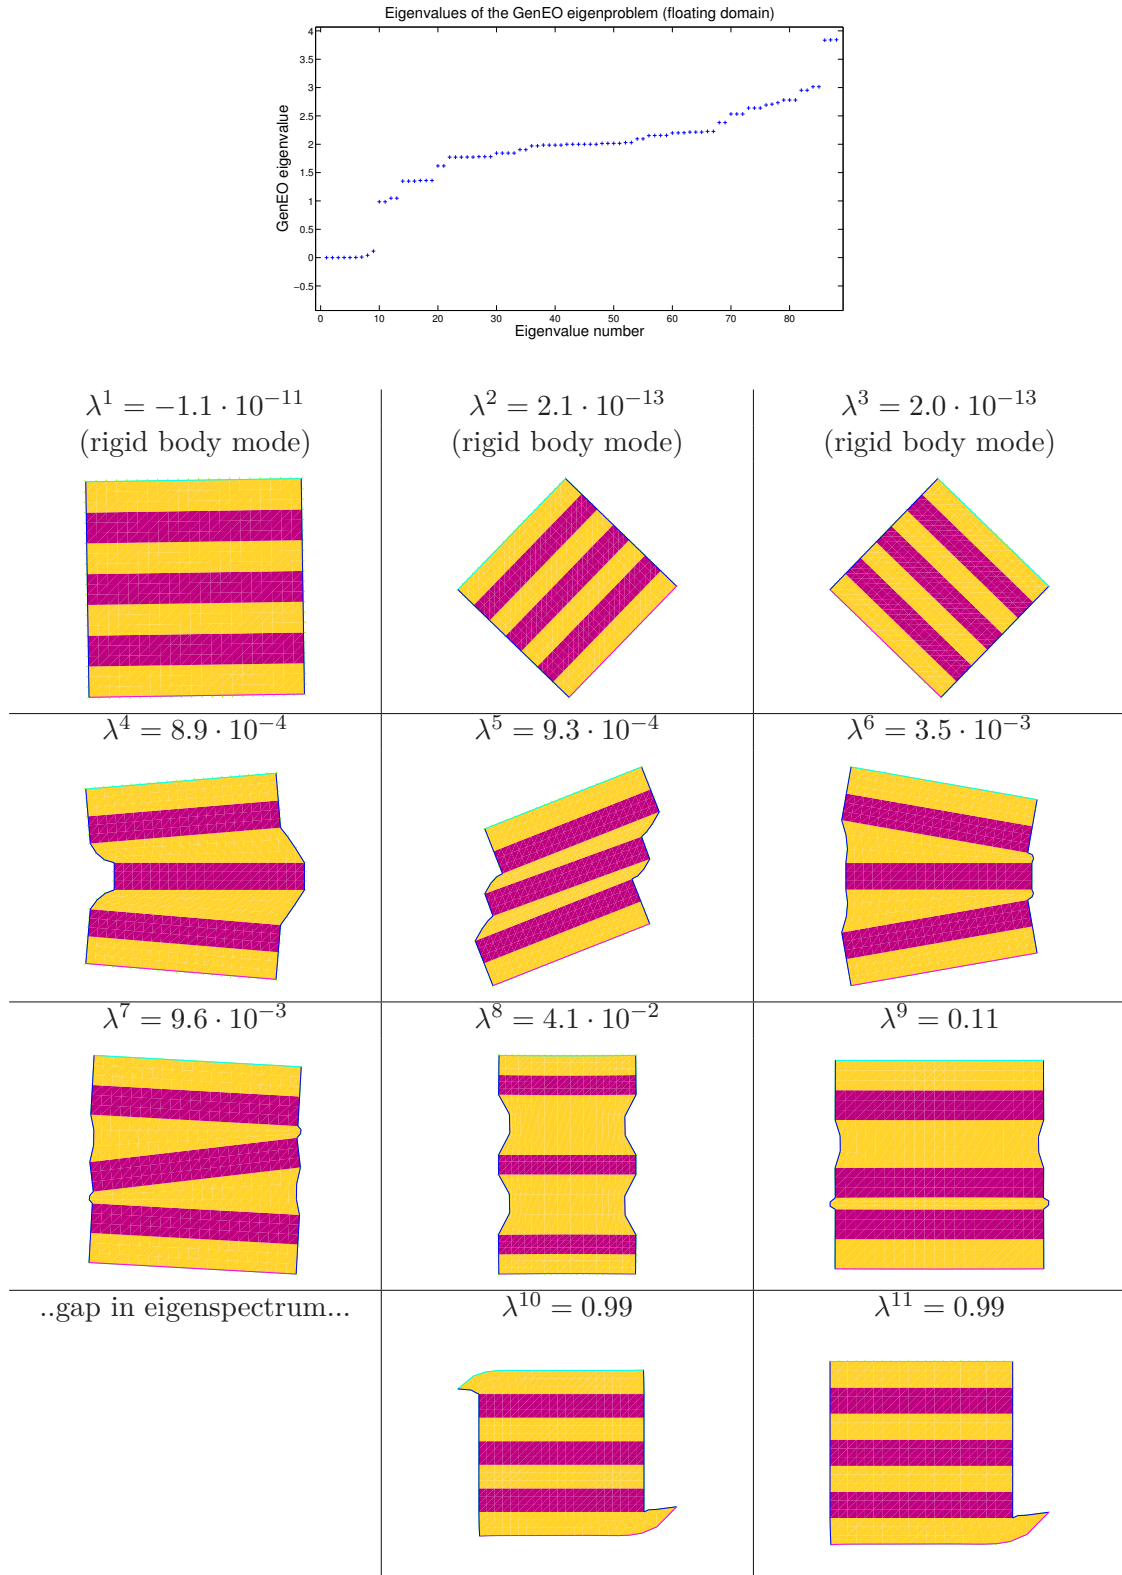 Eigenvalues of the GenEO eigenproblem (floating domain)
4
3.5
3
2.5
2
1.5
1
0.5
0
−0.5
GenEO eigenvalue
0 10 20 30 40 50 60 70 80
Eigenvalue number
λ¹ = −1.1 · 10⁻¹¹ λ² = 2.1 · 10⁻¹³ λ³ = 2.0 · 10⁻¹³
(rigid body mode) (rigid body mode) (rigid body mode)
λ⁴ = 8.9 · 10⁻⁴ λ⁵ = 9.3 · 10⁻⁴ λ⁶ = 3.5 · 10⁻³
λ⁷ = 9.6 · 10⁻³ λ⁸ = 4.1 · 10⁻² λ⁹ = 0.11
..gap in eigenspectrum... λ¹⁰ = 0.99 λ¹¹ = 0.99